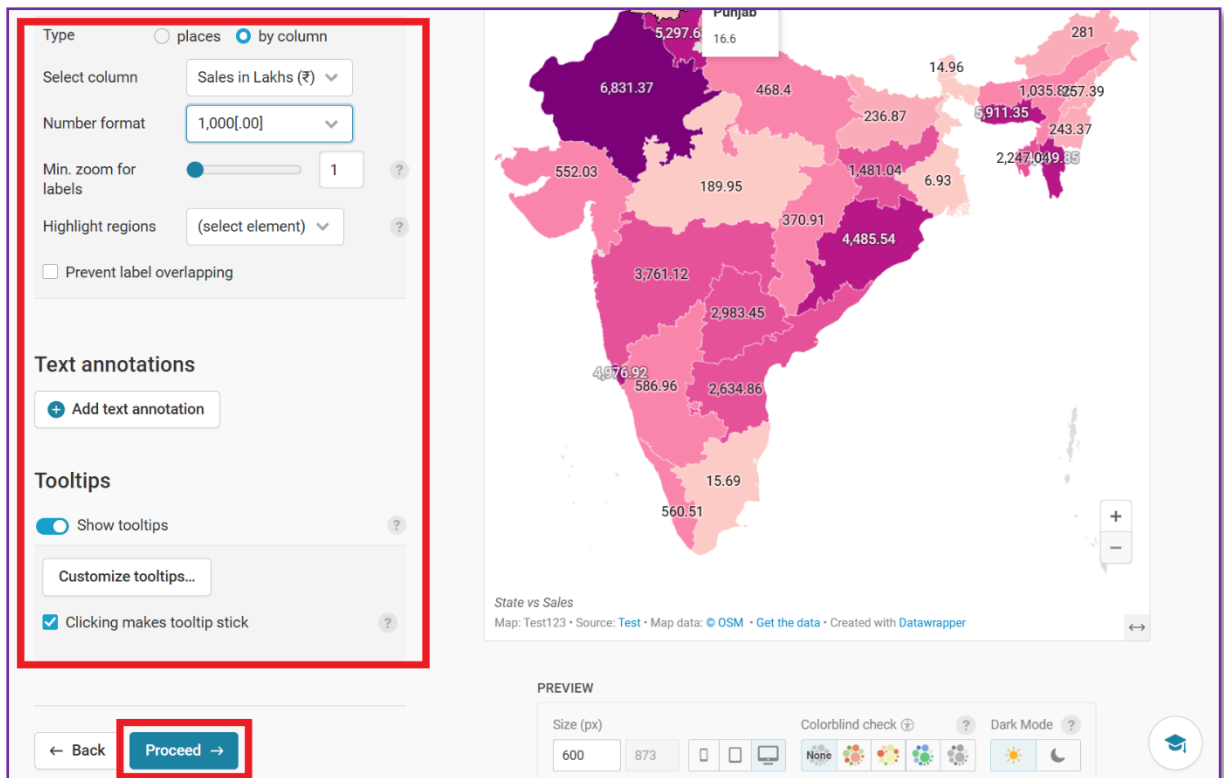 Type places by column
Select column Sales in Lakhs (₹)
Number format 1,000[.00]
Min. zoom for
labels
1 ?
Highlight regions (select element) ?
Prevent label overlapping
Text annotations
+ Add text annotation
Tooltips
Show tooltips ?
Customize tooltips...
Clicking makes tooltip stick ?
← Back
Proceed →
Punjab
16.6
281
14.96
6,831.37
468.4
257.39
236.87
5,911.35
243.37
552.03
1,481.04
189.95
6.93
370.91
4,485.54
3,761.12
2,983.45
4,976.92
586.96
2,634.86
15.69
560.51
+
−
State vs Sales
Map: Test123 • Source: Test • Map data: © OSM • Get the data • Created with Datawrapper
PREVIEW
Size (px) Colorblind check ? Dark Mode ?
600 873 None